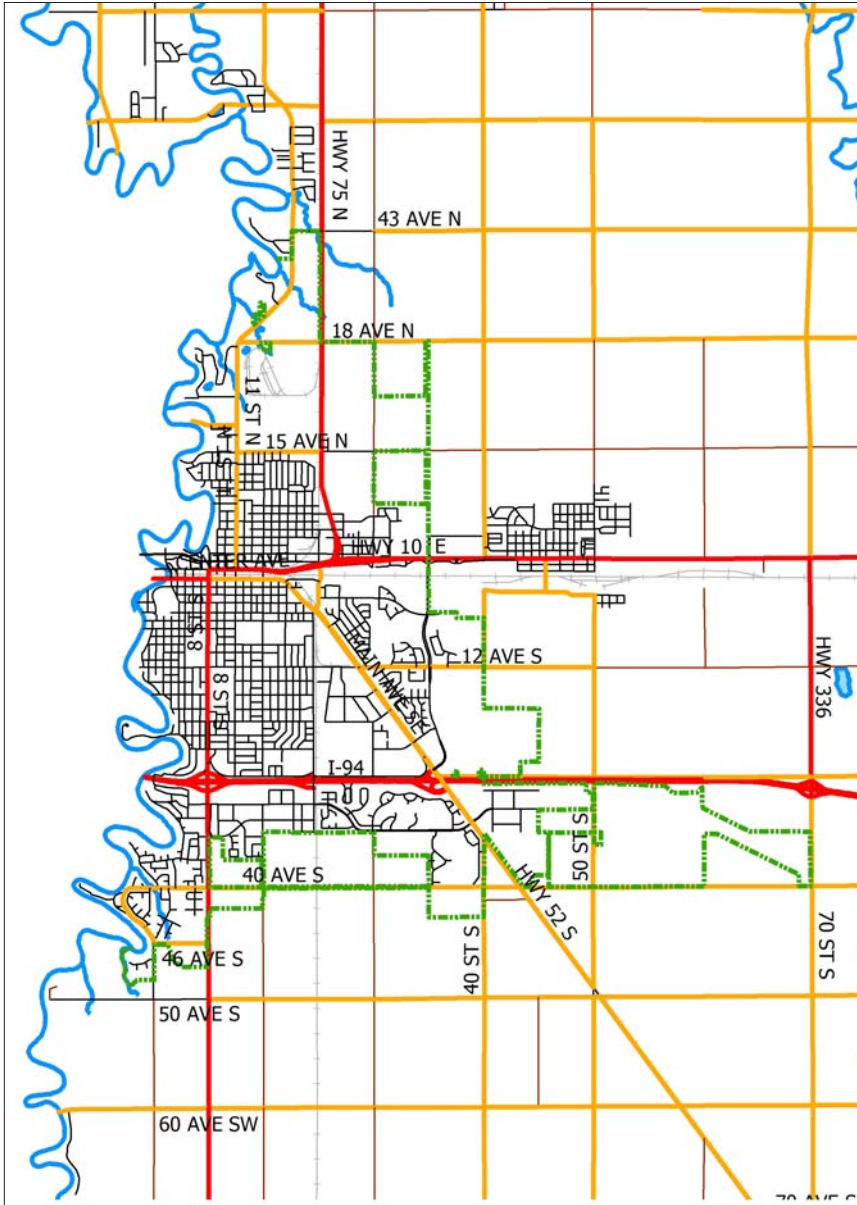 HWY 75 N
43 AVE N
18 AVE N
11 ST N
15 AVE N
HWY 10 E
CENTER AVE
8 ST S
12 AVE S
MAIN AVE SE
8 ST S
HWY 336
I-94
50 ST S
40 AVE S
HWY 52 S
70 ST S
40 ST S
46 AVE S
50 AVE S
60 AVE SW